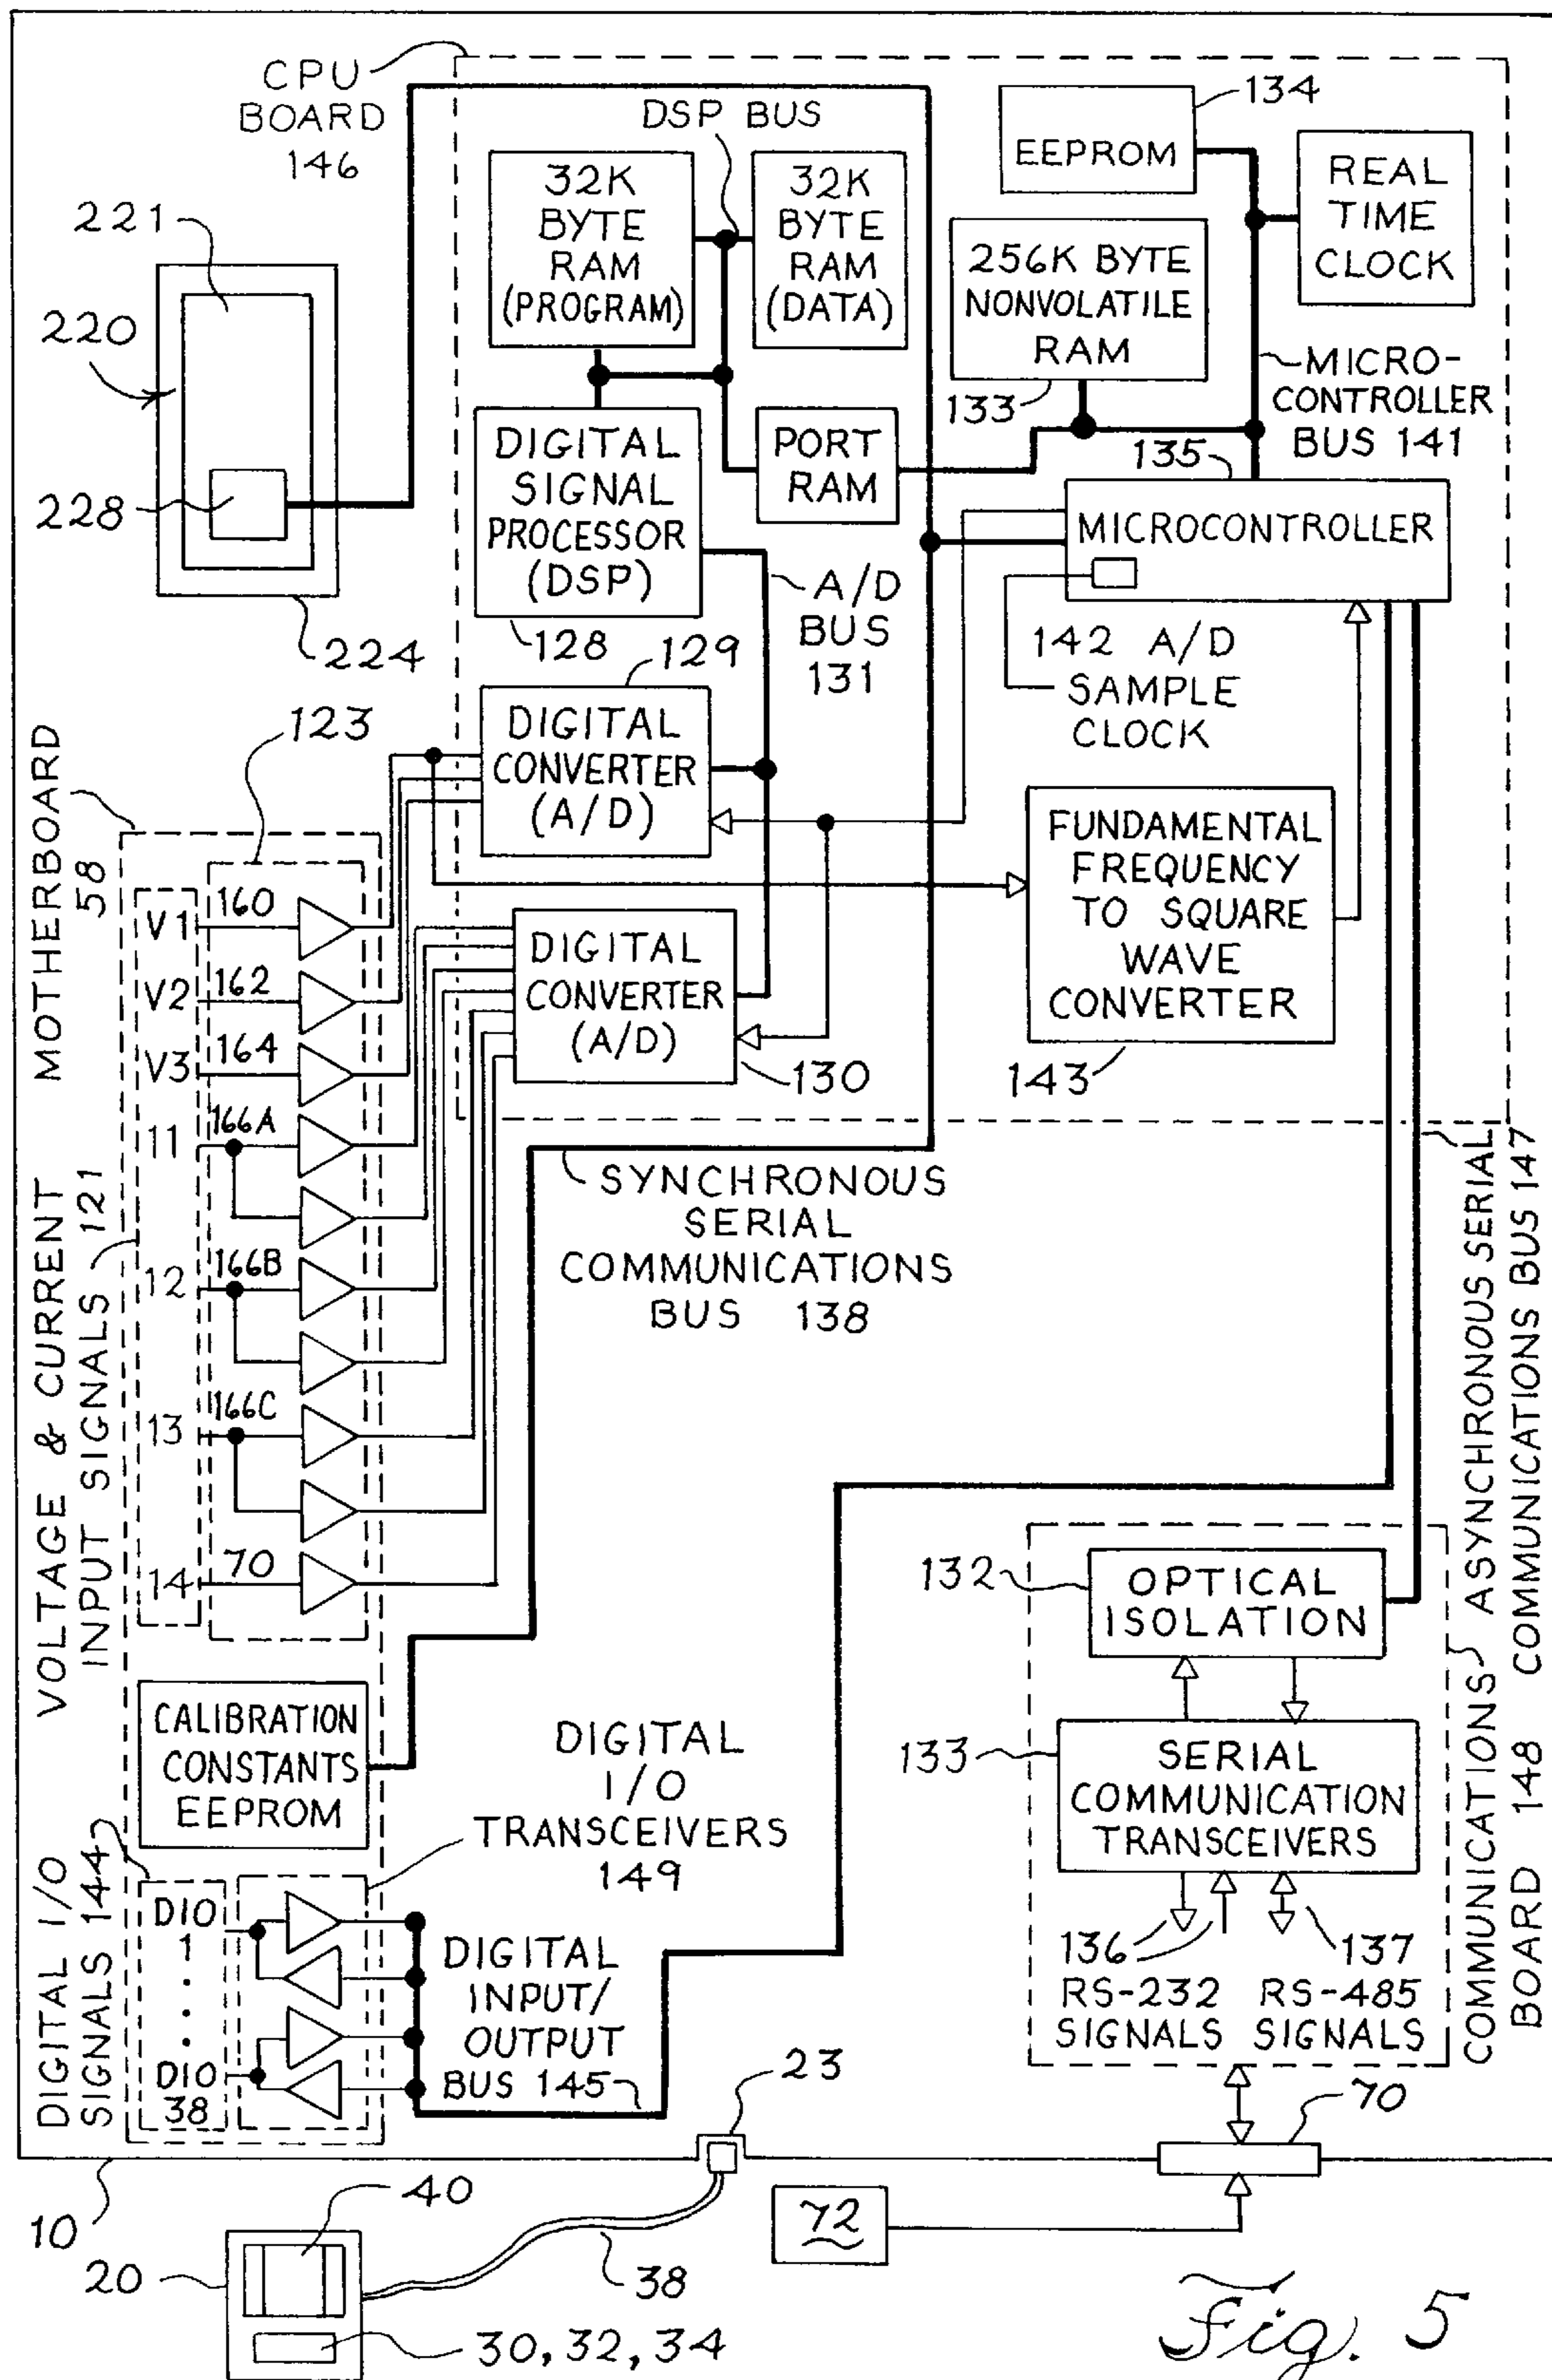 CPU
BOARD
146
DSP BUS
134
EEPROM
REAL
TIME
CLOCK
32K
BYTE
RAM
(PROGRAM)
32K
BYTE
RAM
(DATA)
256K BYTE
NONVOLATILE
RAM
133
MICRO-
CONTROLLER
BUS 141
221
220
228
224
DIGITAL
SIGNAL
PROCESSOR
(DSP)
128
PORT
RAM
135
MICROCONTROLLER
A/D
BUS
131
142 A/D
SAMPLE
CLOCK
129
DIGITAL
CONVERTER
(A/D)
MOTHERBOARD
58
123
FUNDAMENTAL
FREQUENCY
TO SQUARE
WAVE
CONVERTER
143
DIGITAL
CONVERTER
(A/D)
130
VOLTAGE & CURRENT
INPUT SIGNALS 121
V1 160
V2 162
V3 164
11 166A
12 166B
13 166C
14 70
SYNCHRONOUS
SERIAL
COMMUNICATIONS
BUS 138
ASYNCHRONOUS SERIAL
COMMUNICATIONS BUS 147
132
OPTICAL
ISOLATION
133
SERIAL
COMMUNICATION
TRANSCEIVERS
136
RS-232
SIGNALS
137
RS-485
SIGNALS
COMMUNICATIONS
BOARD 148
CALIBRATION
CONSTANTS
EEPROM
DIGITAL
I/O
TRANSCEIVERS
149
DIGITAL I/O
SIGNALS 144
DIO
1
.
.
.
DIO
38
DIGITAL
INPUT/
OUTPUT
BUS 145
23
70
10
40
20
38
72
30, 32, 34
Fig. 5